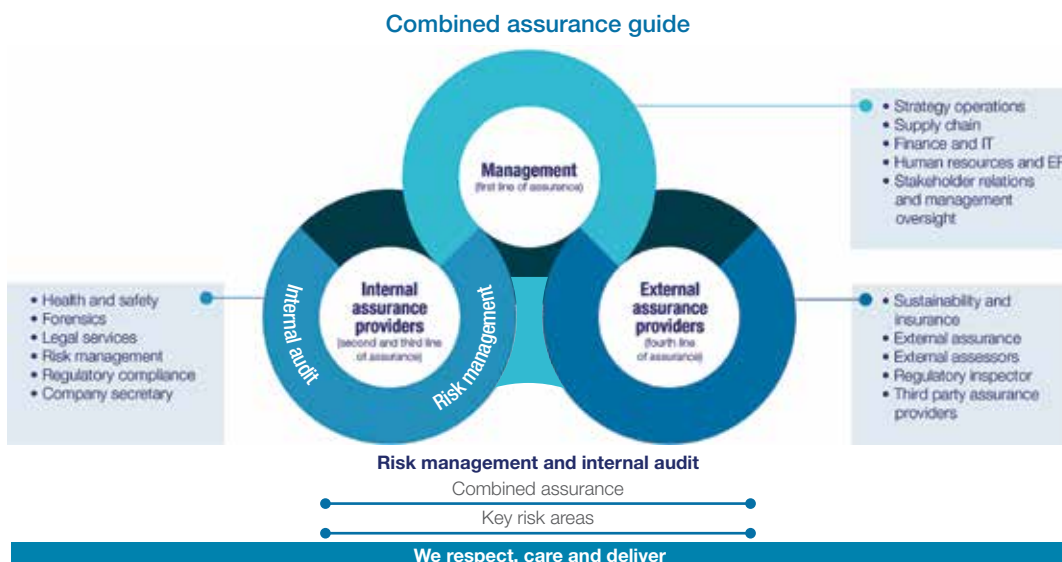 Combined assurance guide
Management
(first line of assurance)
• Strategy operations
• Supply chain
• Finance and IT
• Human resources and
• Stakeholder relations
and management
oversight
Internal
assurance
providers
(second and third line
of assurance)
Internal audit
Risk management
External
assurance
providers
(fourth line
of assurance)
• Health and safety
• Forensics
• Legal services
• Risk management
• Regulatory compliance
• Company secretary
• Sustainability and
insurance
• External assurance
• External assessors
• Regulatory inspector
• Third party assurance
providers
Risk management and internal audit
Combined assurance
Key risk areas
We respect, care and deliver